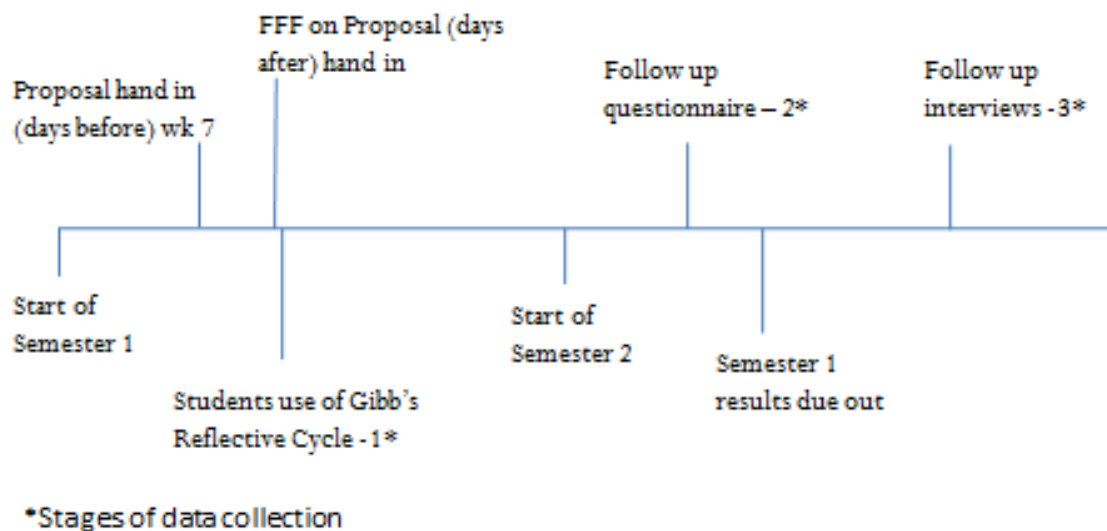 FFF on Proposal (days
after) hand in
Proposal hand in
(days before) wk 7
Follow up
questionnaire – 2*
Follow up
interviews -3*
Start of
Semester 1
Students use of Gibb's
Reflective Cycle -1*
Start of
Semester 2
Semester 1
results due out
*Stages of data collection